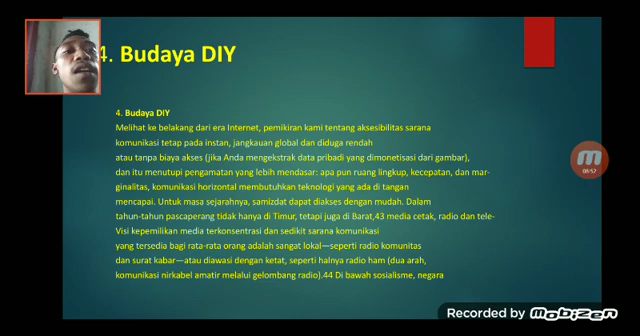 4. Budaya DIY
4. Budaya DIY
Melihat ke belakang dari era Internet, pemikiran kami tentang aksesibilitas sarana
komunikasi tetap pada instan, jangkauan global dan diduga rendah
atau tanpa biaya akses (jika Anda mengekstrak data pribadi yang dimonetisasi dari gambar),
dan itu menutupi pengamatan yang lebih mendasar: apa pun ruang lingkup, kecepatan, dan mar-
ginalitas, komunikasi horizontal membutuhkan teknologi yang ada di tangan
mencapai. Untuk masa sejarahnya, samizdat dapat diakses dengan mudah. Dalam
tahun-tahun pascaperang tidak hanya di Timur, tetapi juga di Barat,43 media cetak, radio dan tele-
Visi kepemilikan media terkonsentrasi dan sedikit sarana komunikasi
yang tersedia bagi rata-rata orang adalah sangat lokal—seperti radio komunitas
dan surat kabar—atau diawasi dengan ketat, seperti halnya radio ham (dua arah,
komunikasi nirkabel amatir melalui gelombang radio).44 Di bawah sosialisme, negara
08:57
Recorded by Mobizen